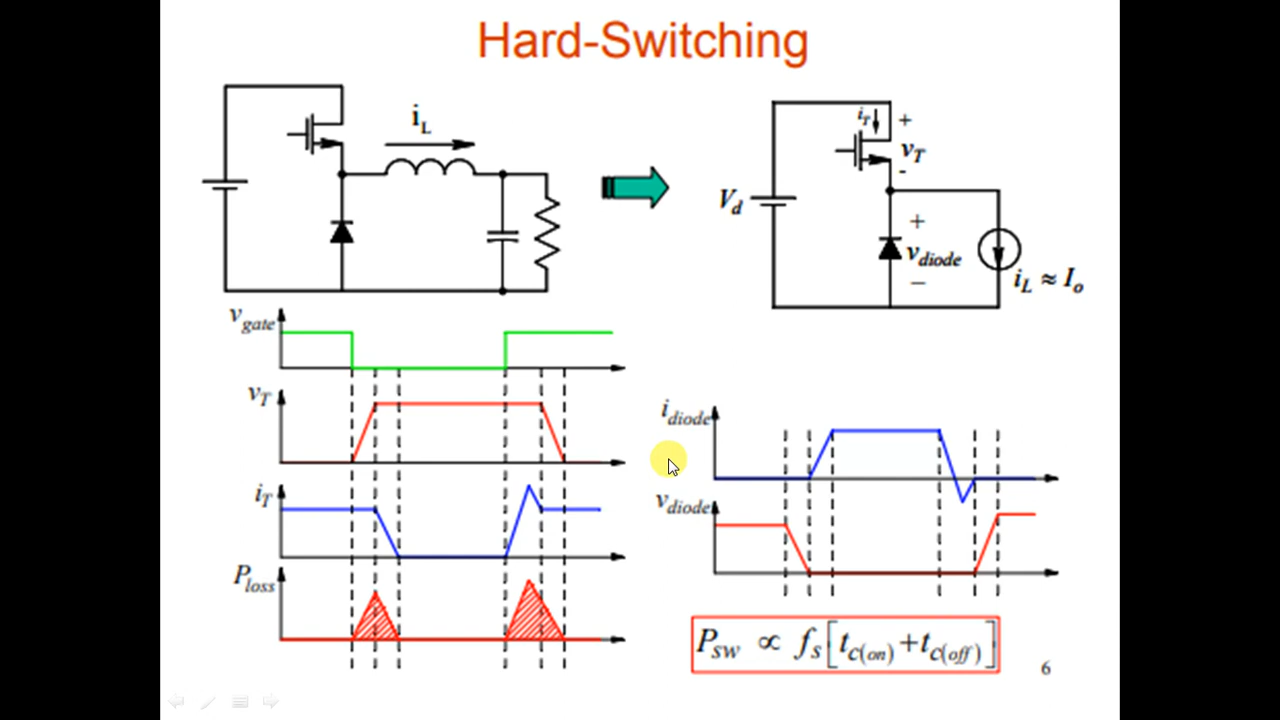 Hard-Switching
i_L
i_T
+
v_T
-
V_d
+
v_diode
−
i_L ≈ I_o
v_gate
v_T
i_T
P_loss
i_diode
v_diode
P_sw ∝ f_s [t_c(on) + t_c(off)]
6